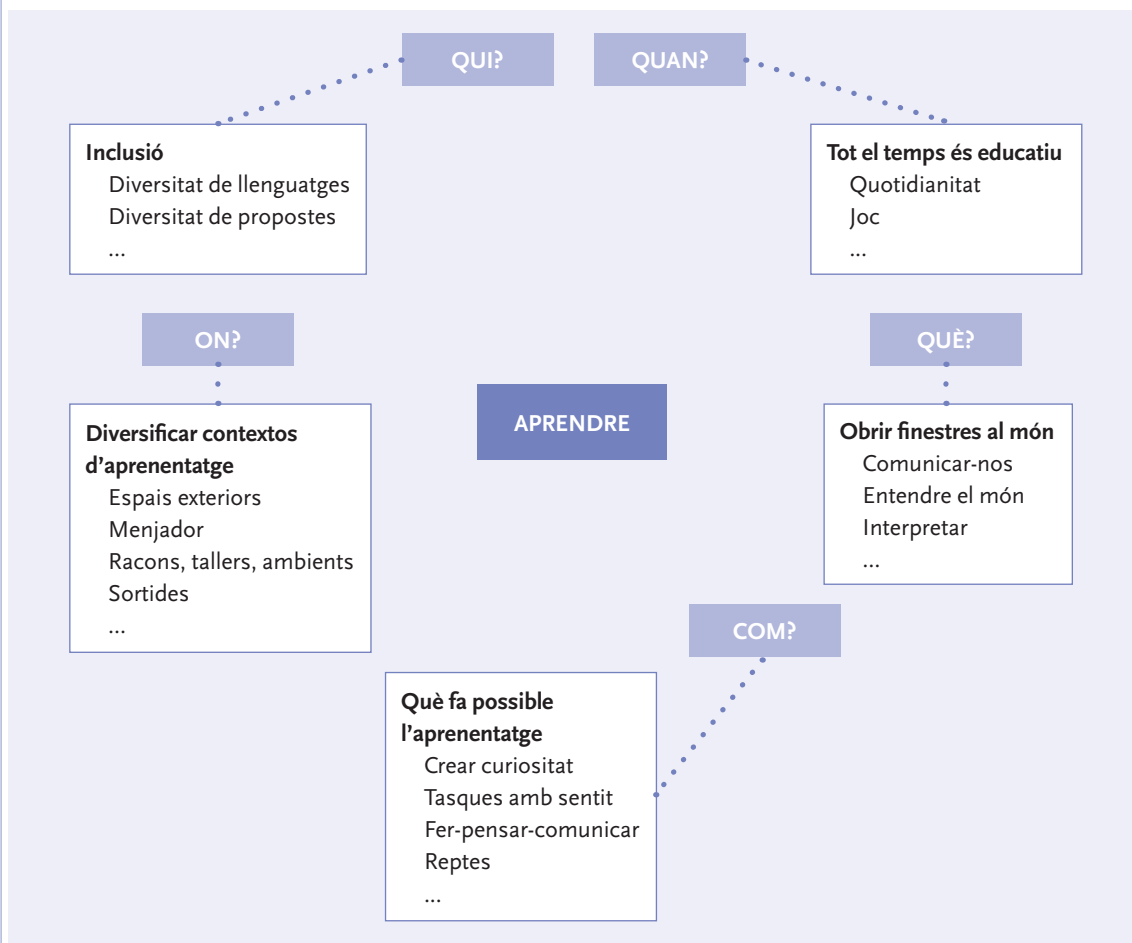 QUI?
QUAN?
Inclusió
Diversitat de llenguatges
Diversitat de propostes
...
Tot el temps és educatiu
Quotidianitat
Joc
...
ON?
QUÈ?
APRENDRE
Diversificar contextos
d'aprenentatge
Espais exteriors
Menjador
Racons, tallers, ambients
Sortides
...
Obrir finestres al món
Comunicar-nos
Entendre el món
Interpretar
...
COM?
Què fa possible
l'aprenentatge
Crear curiositat
Tasques amb sentit
Fer-pensar-comunicar
Reptes
...